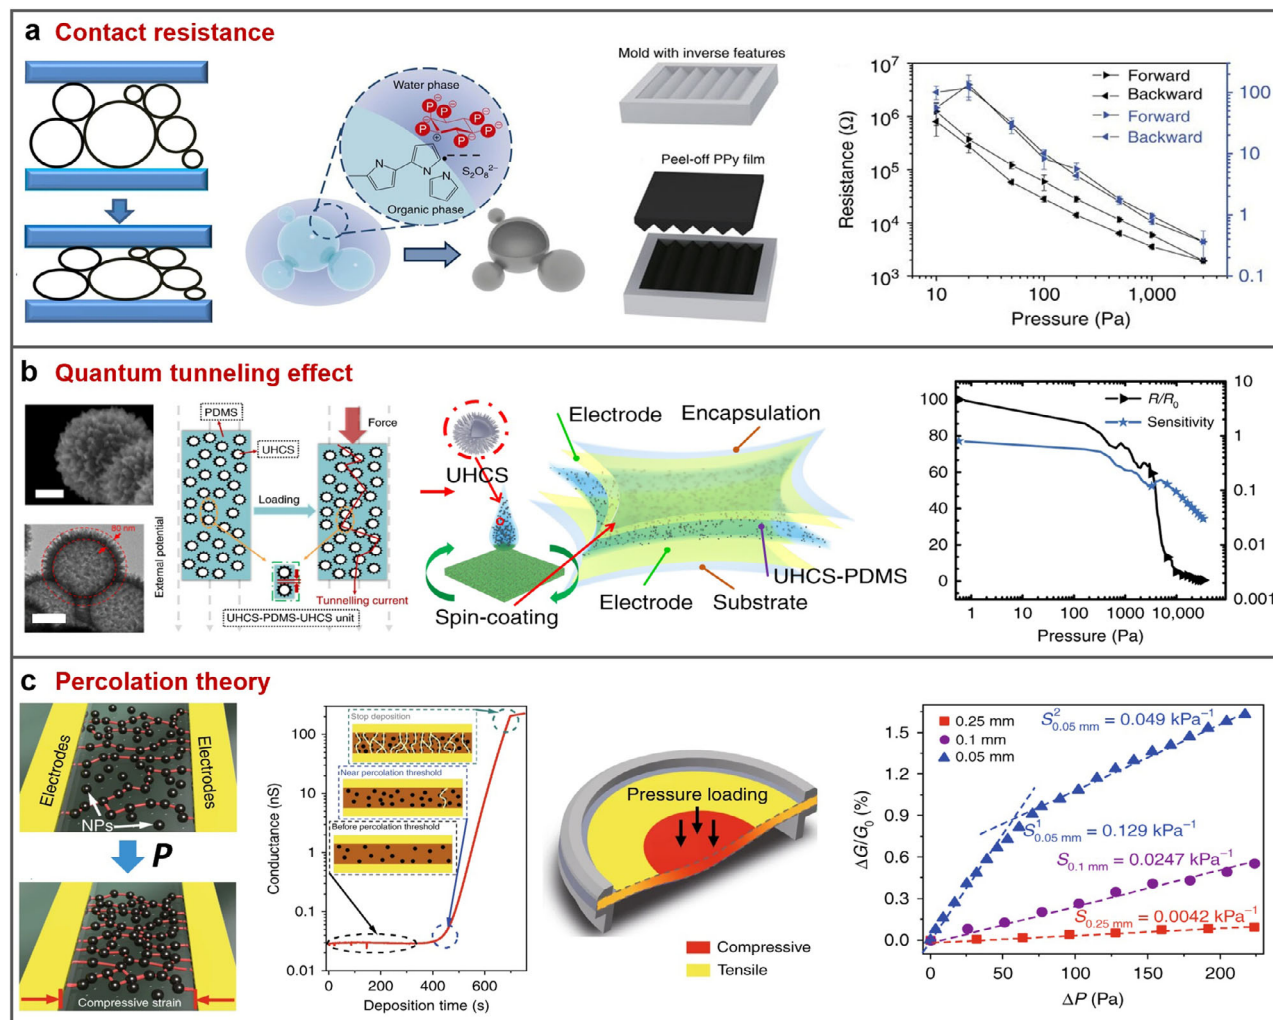 a Contact resistance
Water phase
P P P P P P
S₂O₈²⁻
Organic phase
Mold with inverse features
Peel-off PPy film
Resistance (Ω)
10⁷
10⁶
10⁵
10⁴
10³
Forward
Backward
Forward
Backward
100
10
1
0.1
10 100 1,000
Pressure (Pa)
b Quantum tunneling effect
80 nm
External potential
PDMS
UHCS
Loading
Force
Tunnelling current
UHCS-PDMS-UHCS unit
UHCS
Spin-coating
Electrode
Encapsulation
UHCS-PDMS
Electrode
Substrate
100
80
60
40
20
0
R/R₀
Sensitivity
10
1
0.1
0.01
0.001
1 10 100 1000 10,000
Pressure (Pa)
c Percolation theory
Electrodes
Electrodes
NPs
P
Compressive strain
Conductance (nS)
100
10
1
0.1
0.01
Stop deposition
Near percolation threshold
Before percolation threshold
0 200 400 600
Deposition time (s)
Pressure loading
Compressive
Tensile
ΔG/G₀ (%)
1.5
1.2
0.9
0.6
0.3
0.0
0.25 mm
0.1 mm
0.05 mm
S²₀.₀₅ mm = 0.049 kPa⁻¹
S¹₀.₀₅ mm = 0.129 kPa⁻¹
S₀.₁ mm = 0.0247 kPa⁻¹
S₀.₂₅ mm = 0.0042 kPa⁻¹
0 50 100 150 200
ΔP (Pa)